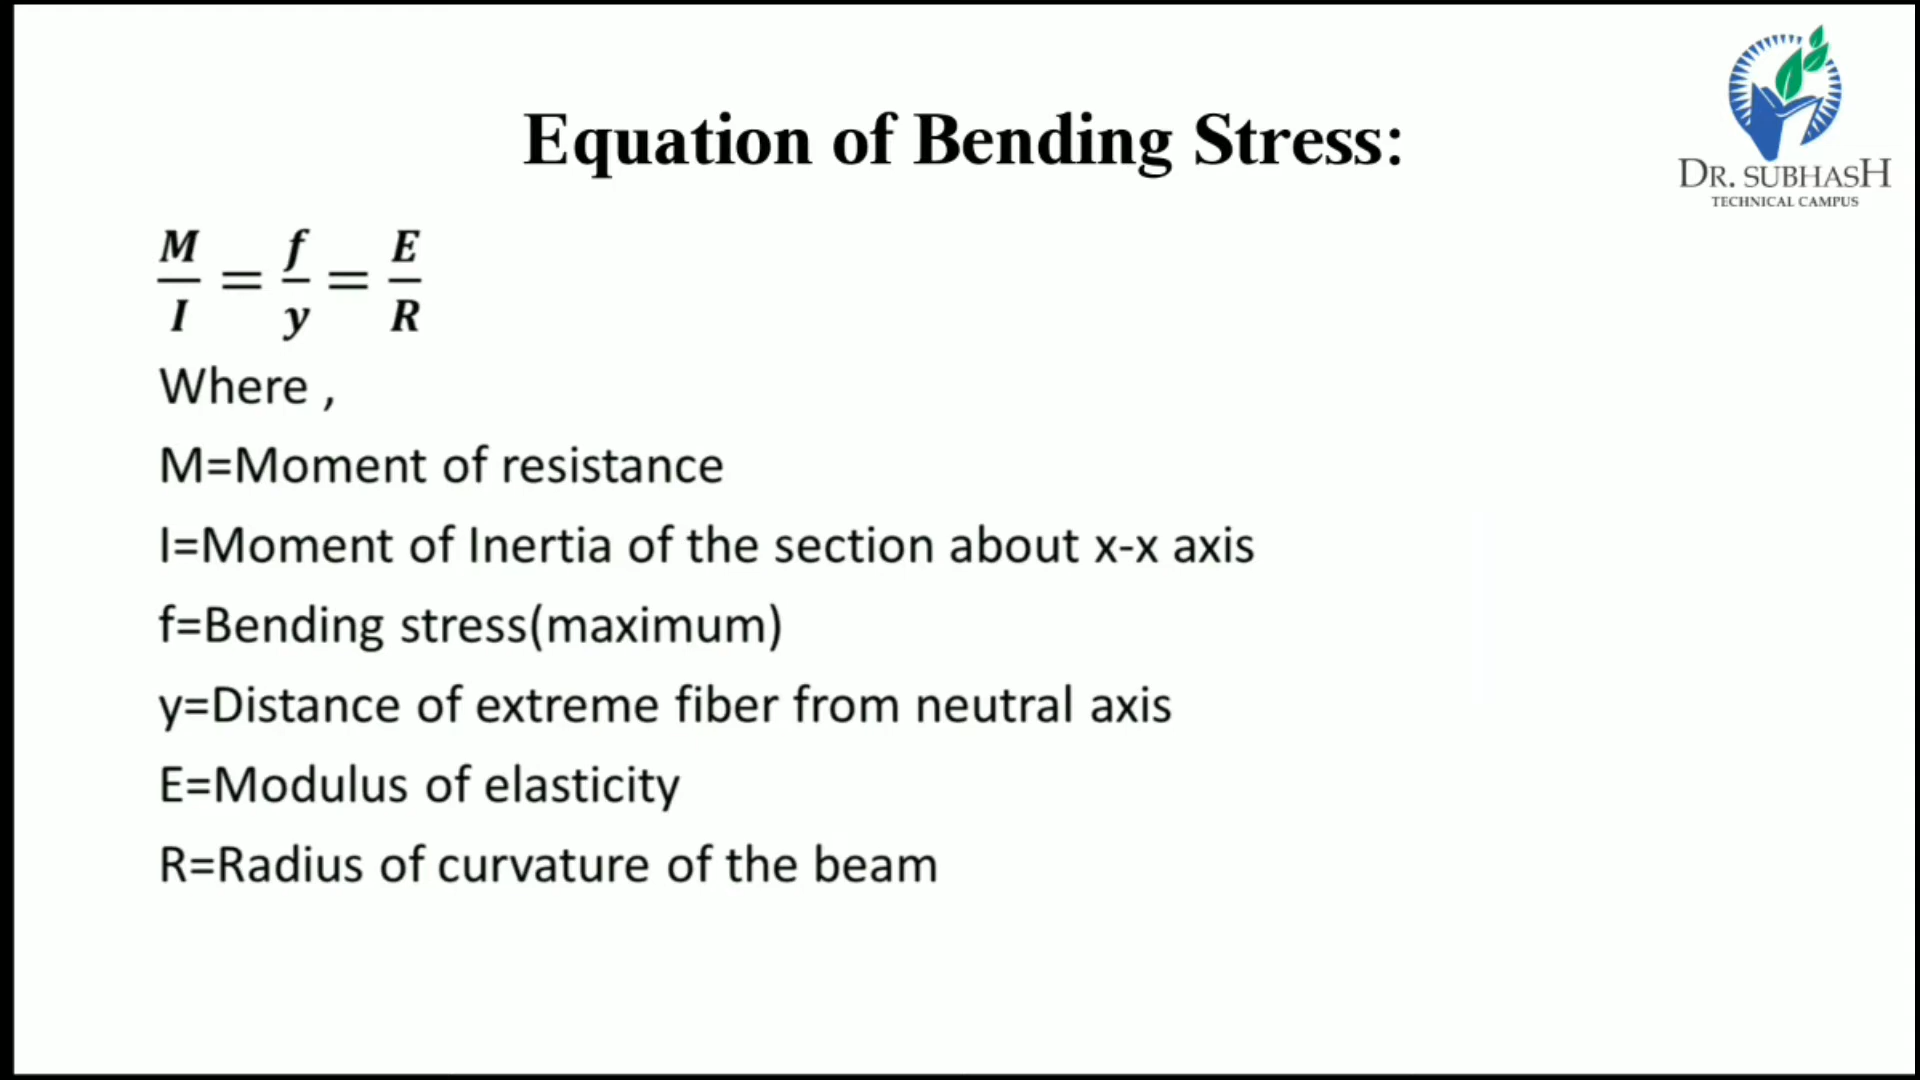 DR. SUBHASH
TECHNICAL CAMPUS
Equation of Bending Stress:
M/I = f/y = E/R
Where ,
M=Moment of resistance
I=Moment of Inertia of the section about x-x axis
f=Bending stress(maximum)
y=Distance of extreme fiber from neutral axis
E=Modulus of elasticity
R=Radius of curvature of the beam